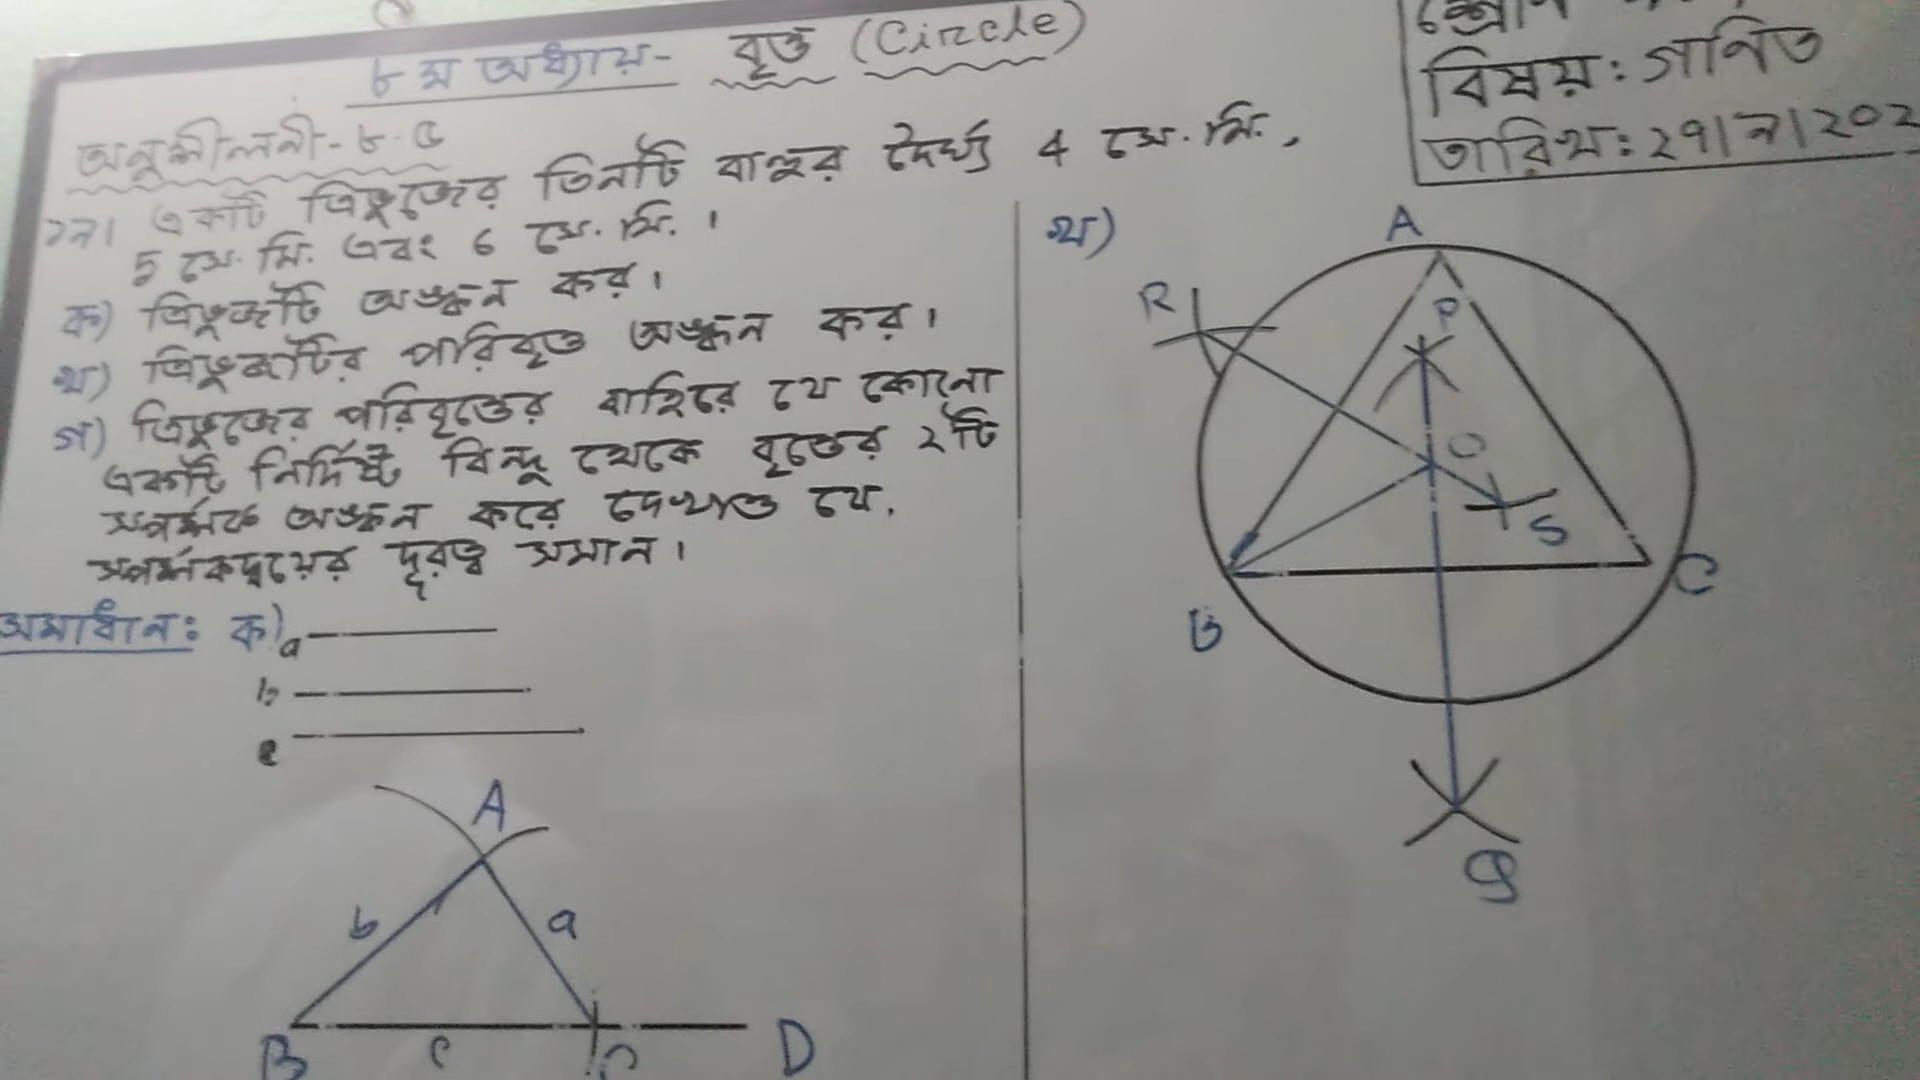 ৮ম অধ্যায়- বৃত্ত (Circle)
বিষয়: গণিত
তারিখ: ২৭/৯/২০২
অনুশীলনী-৮.৫
১৯। একটি ত্রিভুজের তিনটি বাহুর দৈর্ঘ্য 4 সে.মি.,
5 সে.মি. এবং 6 সে.মি.।
ক) ত্রিভুজটি অঙ্কন কর।
খ) ত্রিভুজটির পরিবৃত্ত অঙ্কন কর।
গ) ত্রিভুজের পরিবৃত্তের বাহিরে যে কোনো
একটি নির্দিষ্ট বিন্দু থেকে বৃত্তের ২টি
স্পর্শক অঙ্কন করে দেখাও যে,
স্পর্শকদ্বয়ের দূরত্ব সমান।
সমাধান: ক)
a
b
c
A
b a
B c C D
খ)
A
R P
O
S
B C
Q